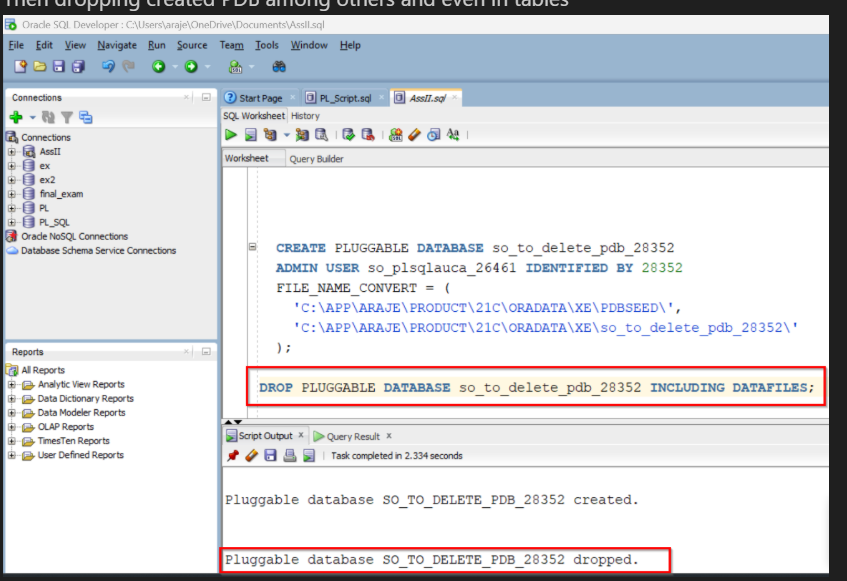 Then dropping created PDB among others and even in tables
Oracle SQL Developer : C:\Users\araje\OneDrive\Documents\AssII.sql
File Edit View Navigate Run Source Team Tools Window Help
Connections
Start Page PL_Script.sql AssII.sql
SQL Worksheet History
Worksheet Query Builder
Connections
AssII
ex
ex2
final_exam
PL
PL_SQL
Oracle NoSQL Connections
Database Schema Service Connections
CREATE PLUGGABLE DATABASE so_to_delete_pdb_28352
ADMIN USER so_plsqlauca_26461 IDENTIFIED BY 28352
FILE_NAME_CONVERT = (
'C:\APP\ARAJE\PRODUCT\21C\ORADATA\XE\PDBSEED\',
'C:\APP\ARAJE\PRODUCT\21C\ORADATA\XE\so_to_delete_pdb_28352\'
);
DROP PLUGGABLE DATABASE so_to_delete_pdb_28352 INCLUDING DATAFILES;
Reports
All Reports
Analytic View Reports
Data Dictionary Reports
Data Modeler Reports
OLAP Reports
TimesTen Reports
User Defined Reports
Script Output x Query Result x
Task completed in 2.334 seconds
Pluggable database SO_TO_DELETE_PDB_28352 created.
Pluggable database SO_TO_DELETE_PDB_28352 dropped.